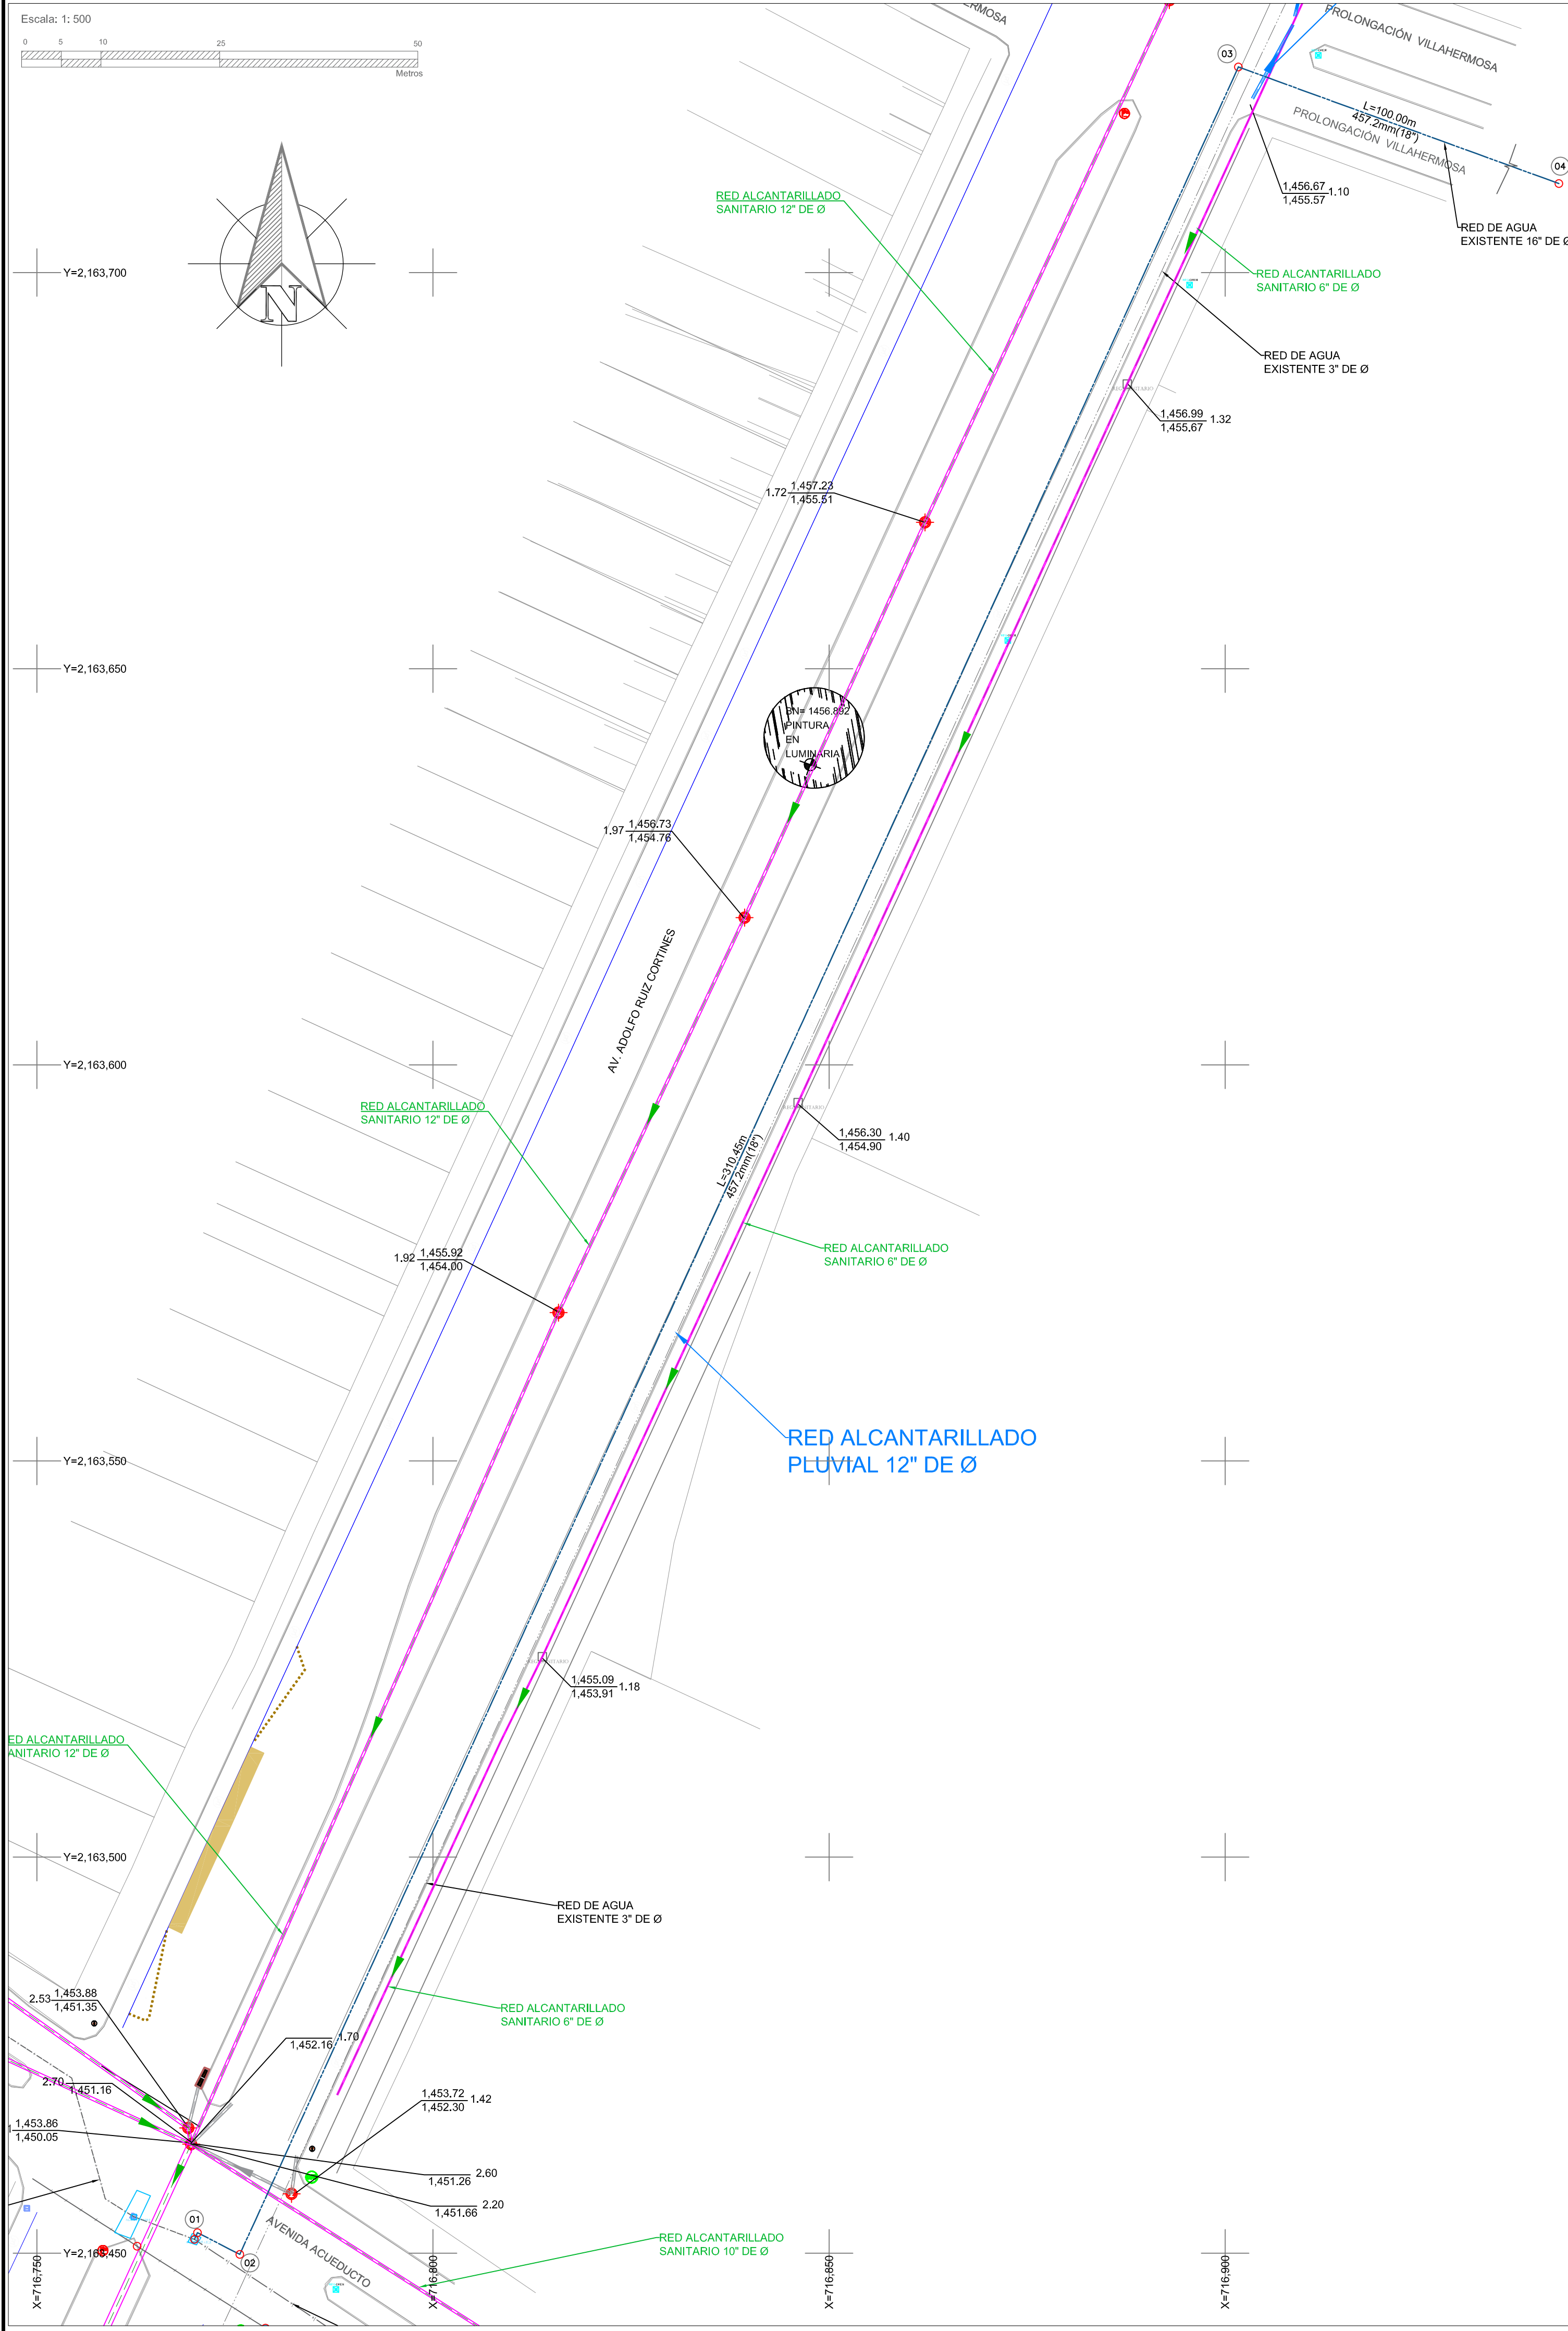 Escala: 1: 500
0 5 10 25 50
Metros
N
PROLONGACIÓN VILLAHERMOSA
03
L=100.00m
457.2mm(18")
PROLONGACIÓN VILLAHERMOSA
04
1,456.67
1,455.57
1.10
RED DE AGUA
EXISTENTE 16" DE Ø
RED ALCANTARILLADO
SANITARIO 12" DE Ø
Y=2,163,700
RED ALCANTARILLADO
SANITARIO 6" DE Ø
RED DE AGUA
EXISTENTE 3" DE Ø
1,456.99
1,455.67
1.32
1.72
1,457.23
1,455.51
Y=2,163,650
BN= 1456.892
PINTURA
EN
LUMINARIA
1.97
1,456.73
1,454.76
AV. ADOLFO RUIZ CORTINES
Y=2,163,600
RED ALCANTARILLADO
SANITARIO 12" DE Ø
1,456.30
1,454.90
1.40
L=310.45m
457.2mm(18")
1.92
1,455.92
1,454.00
RED ALCANTARILLADO
SANITARIO 6" DE Ø
RED ALCANTARILLADO
PLUVIAL 12" DE Ø
Y=2,163,550
1,455.09
1,453.91
1.18
ED ALCANTARILLADO
ANITARIO 12" DE Ø
Y=2,163,500
RED DE AGUA
EXISTENTE 3" DE Ø
2.53
1,453.88
1,451.35
RED ALCANTARILLADO
SANITARIO 6" DE Ø
1,452.16
1.70
2.70
1,451.16
1,453.72
1,452.30
1.42
1,453.86
1,450.05
1,451.26
2.60
1,451.66
2.20
01
02
AVENIDA ACUEDUCTO
RED ALCANTARILLADO
SANITARIO 10" DE Ø
Y=2,163,450
X=716,750
X=716,800
X=716,850
X=716,900